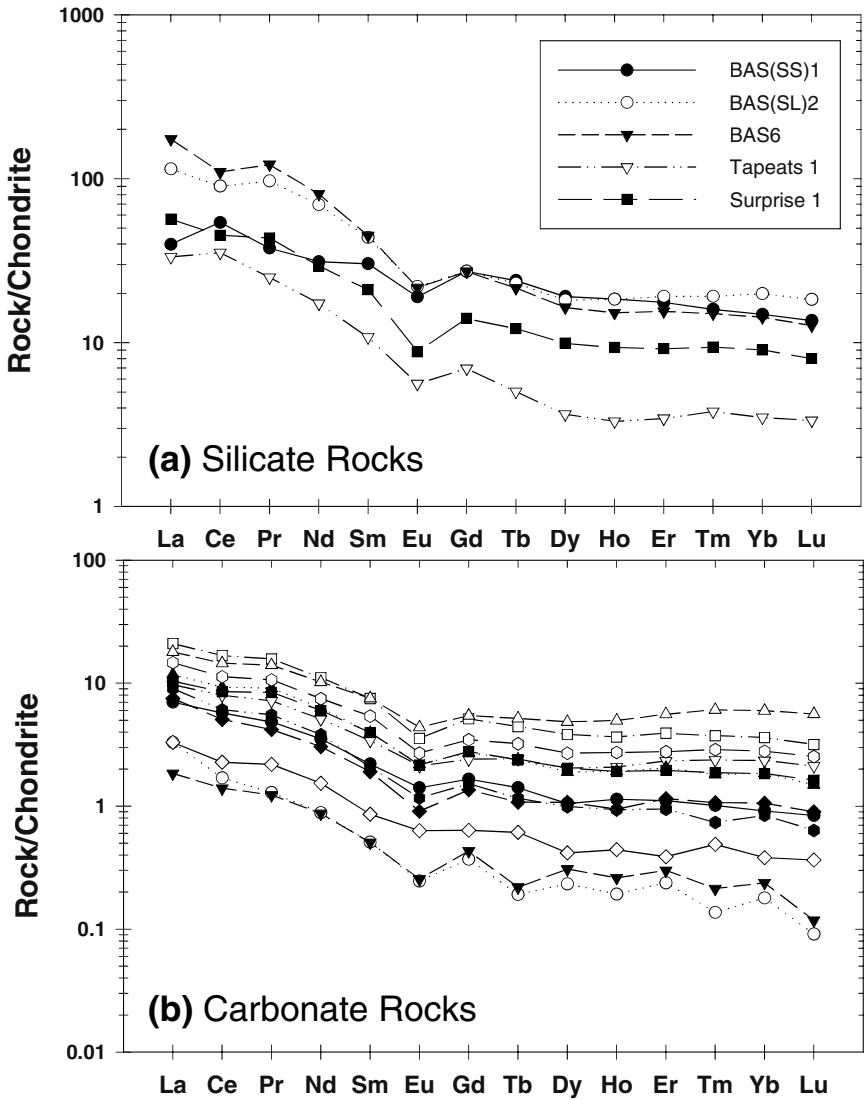 1000
100
10
1
Rock/Chondrite
BAS(SS)1
BAS(SL)2
BAS6
Tapeats 1
Surprise 1
(a) Silicate Rocks
La Ce Pr Nd Sm Eu Gd Tb Dy Ho Er Tm Yb Lu
100
10
1
0.1
0.01
Rock/Chondrite
(b) Carbonate Rocks
La Ce Pr Nd Sm Eu Gd Tb Dy Ho Er Tm Yb Lu